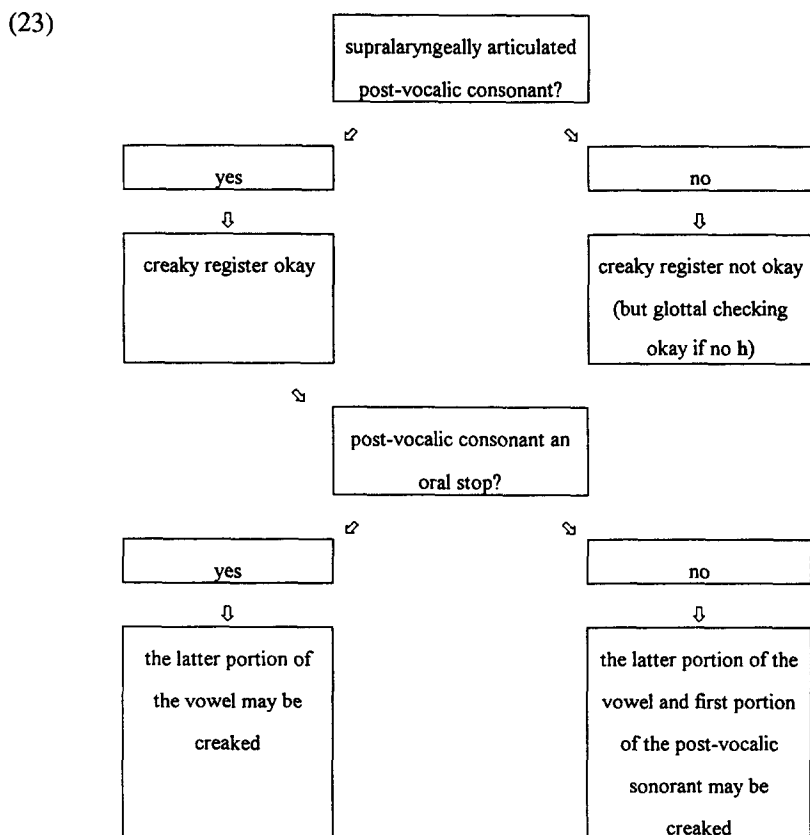 (23)
supralaryngeally articulated
post-vocalic consonant?
yes
no
creaky register okay
creaky register not okay
(but glottal checking
okay if no h)
post-vocalic consonant an
oral stop?
yes
no
the latter portion of
the vowel may be
creaked
the latter portion of the
vowel and first portion
of the post-vocalic
sonorant may be
creaked